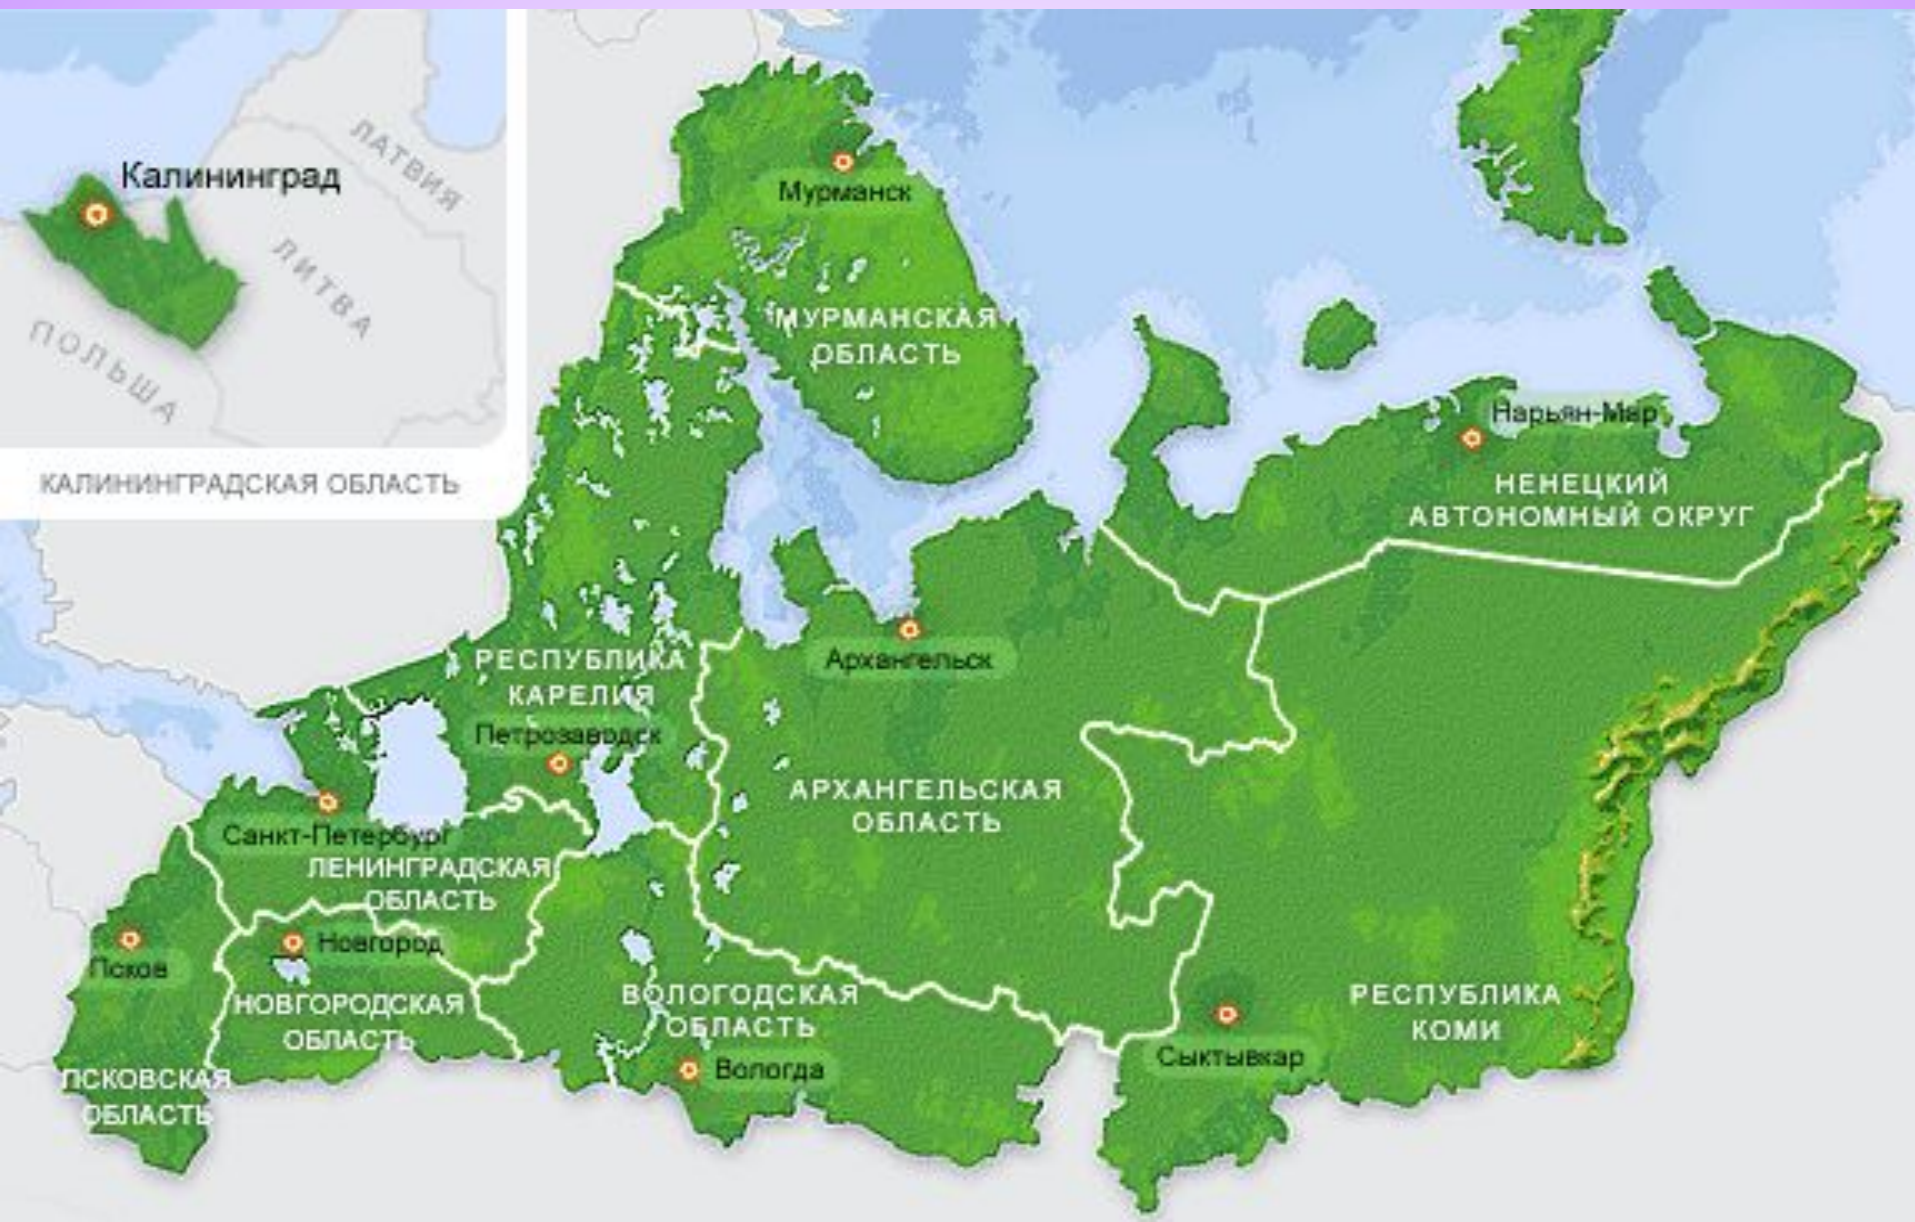 Калининград
ЛАТВИЯ
ЛИТВА
ПОЛЬША
КАЛИНИНГРАДСКАЯ ОБЛАСТЬ
Мурманск
МУРМАНСКАЯ
ОБЛАСТЬ
Нарьян-Мар
НЕНЕЦКИЙ
АВТОНОМНЫЙ ОКРУГ
Архангельск
РЕСПУБЛИКА
КАРЕЛИЯ
Петрозаводск
АРХАНГЕЛЬСКАЯ
ОБЛАСТЬ
Санкт-Петербург
ЛЕНИНГРАДСКАЯ
ОБЛАСТЬ
Новгород
Псков
НОВГОРОДСКАЯ
ОБЛАСТЬ
ВОЛОГОДСКАЯ
ОБЛАСТЬ
РЕСПУБЛИКА
КОМИ
Сыктывкар
Вологда
ПСКОВСКАЯ
ОБЛАСТЬ